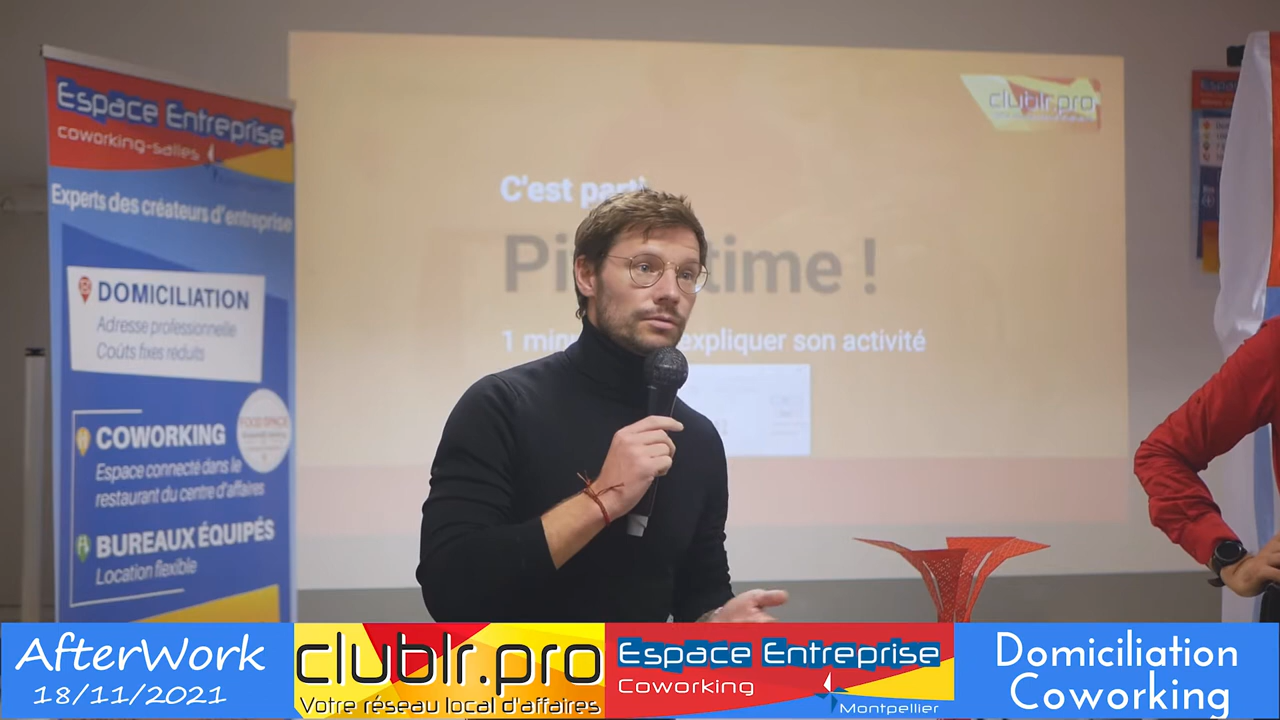 Espace Entreprise
coworking-salles
Experts des créateurs d'entreprise
DOMICILIATION
Adresse professionnelle
Coûts fixes réduits
COWORKING
Espace connecté dans le
restaurant du centre d'affaires
BUREAUX ÉQUIPÉS
Location flexible
clublr.pro
C'est parti
time !
1 expliquer son activité
AfterWork
18/11/2021
clublr.pro
Votre réseau local d'affaires
Espace Entreprise
Coworking
Montpellier
Domiciliation
Coworking